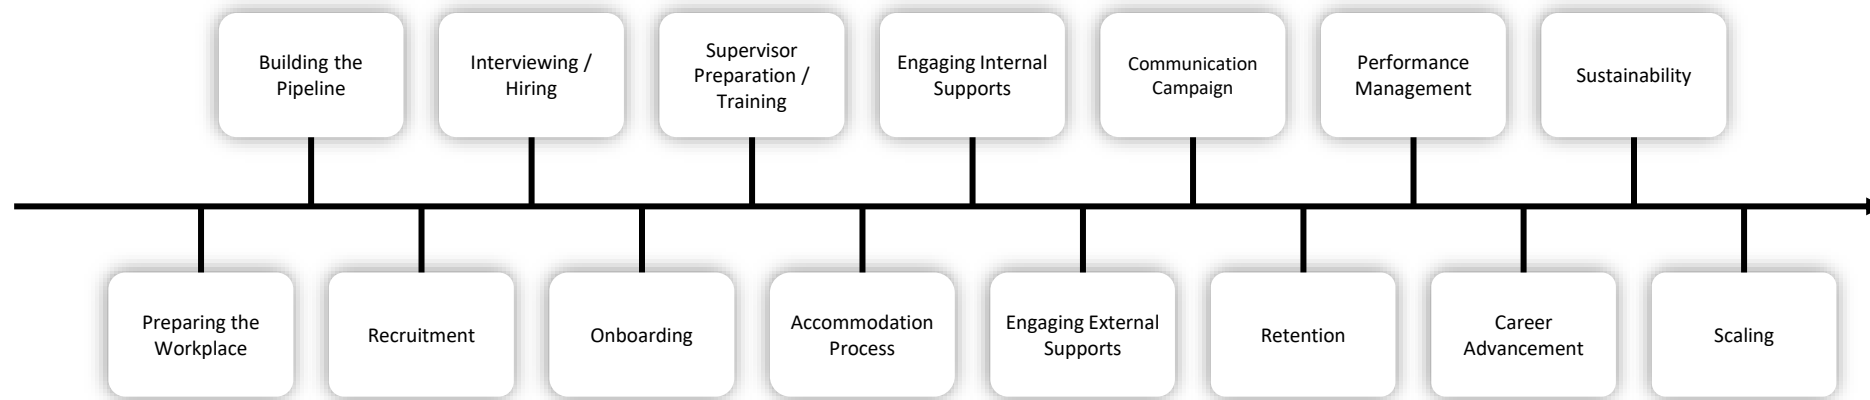 Building the
Pipeline
Interviewing /
Hiring
Supervisor
Preparation /
Training
Engaging Internal
Supports
Communication
Campaign
Performance
Management
Sustainability
Preparing the
Workplace
Recruitment
Onboarding
Accommodation
Process
Engaging External
Supports
Retention
Career
Advancement
Scaling